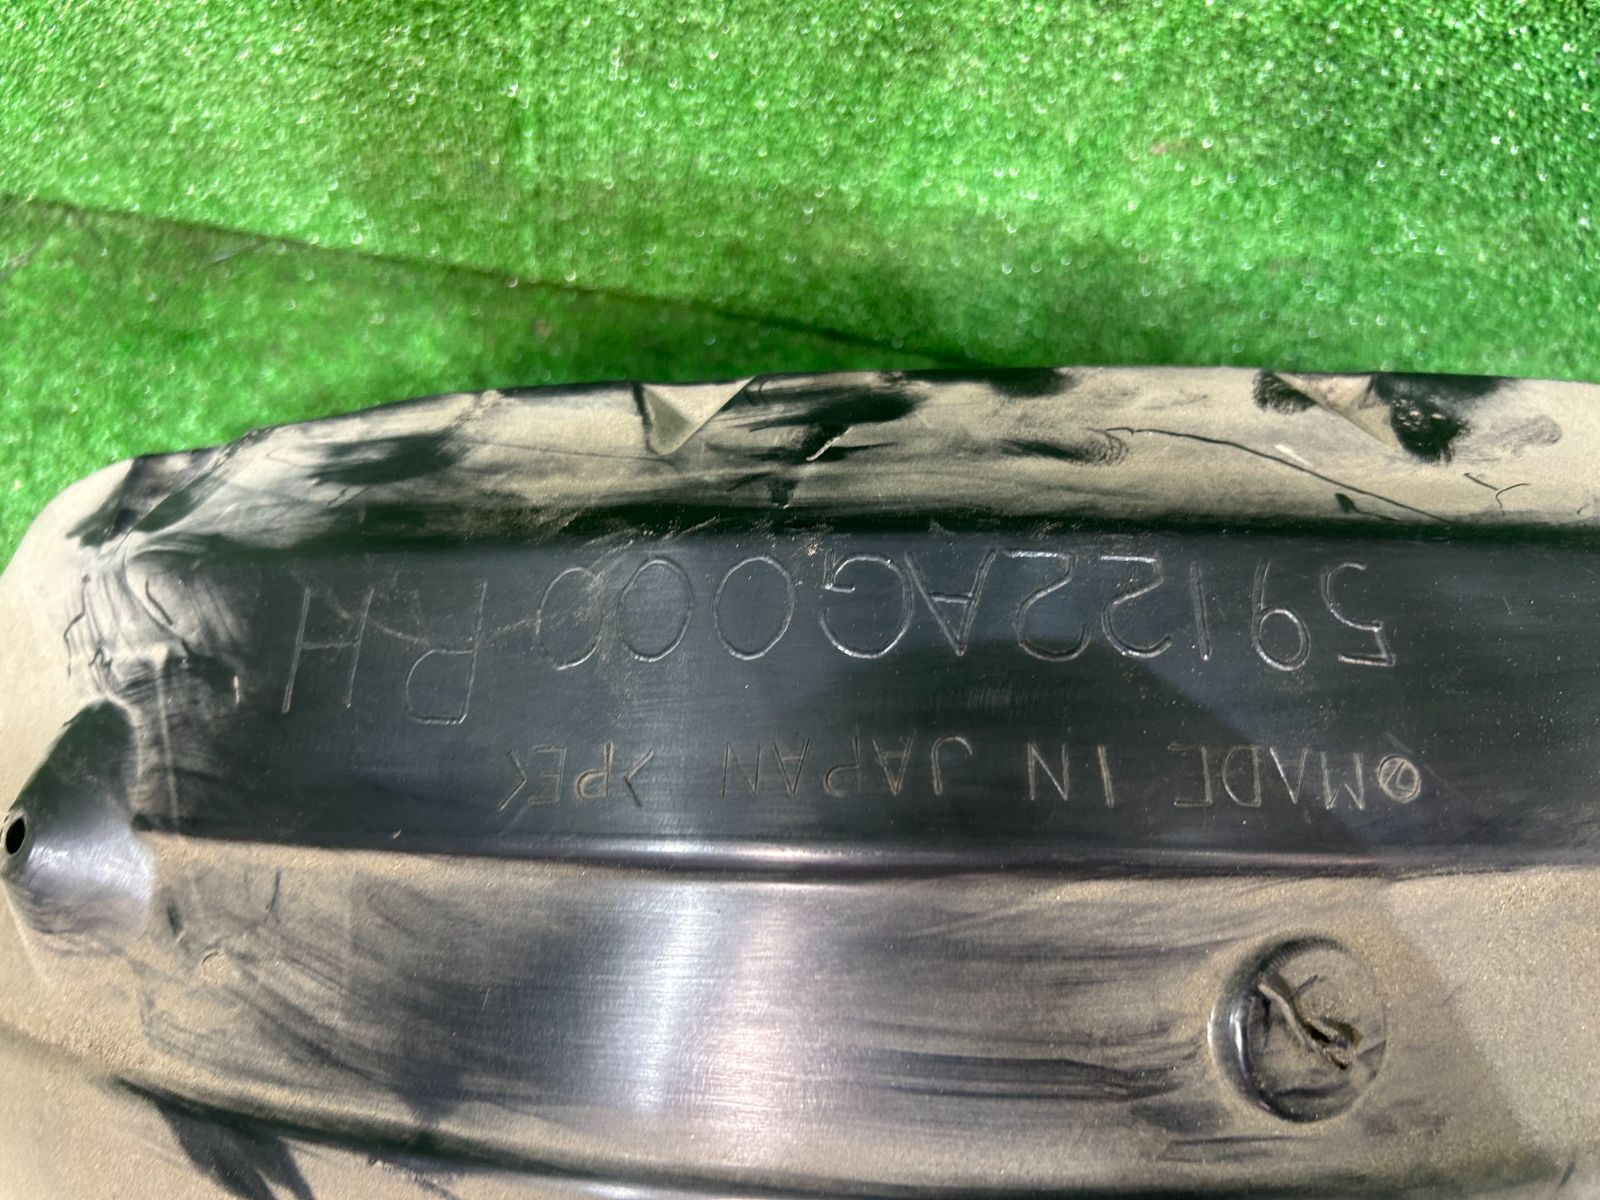 59122AG000 RH
MADE IN JAPAN >PE<